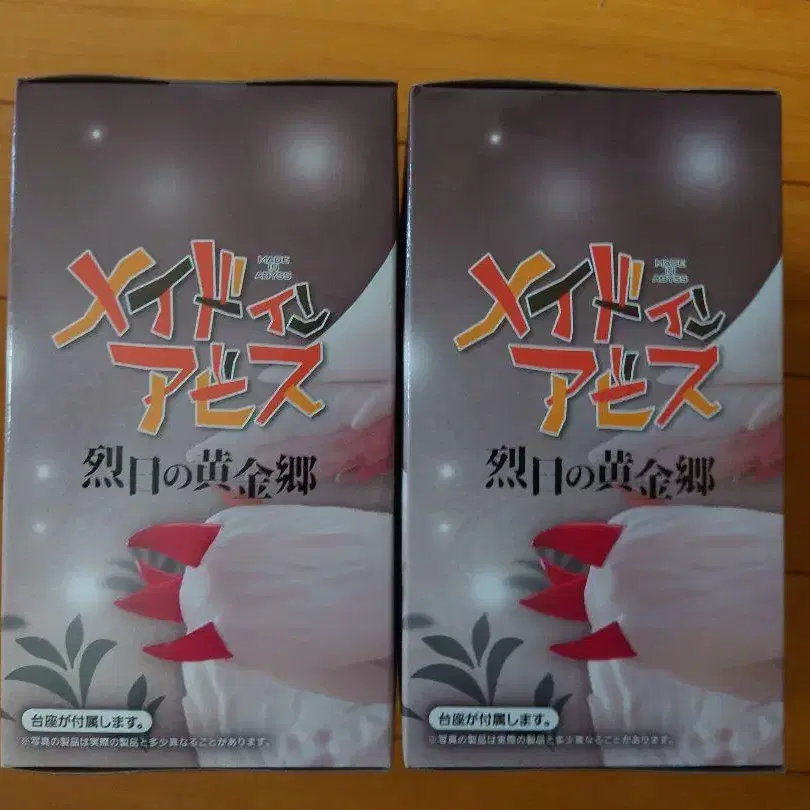 メイドイン
MADE
IN
ABYSS
アビス
烈日の黄金郷
台座が付属します。
※写真の製品は実際の製品と多少異なることがあります。
メイドイン
MADE
IN
ABYSS
アビス
烈日の黄金郷
台座が付属します。
※写真の製品は実際の製品と多少異なることがあります。